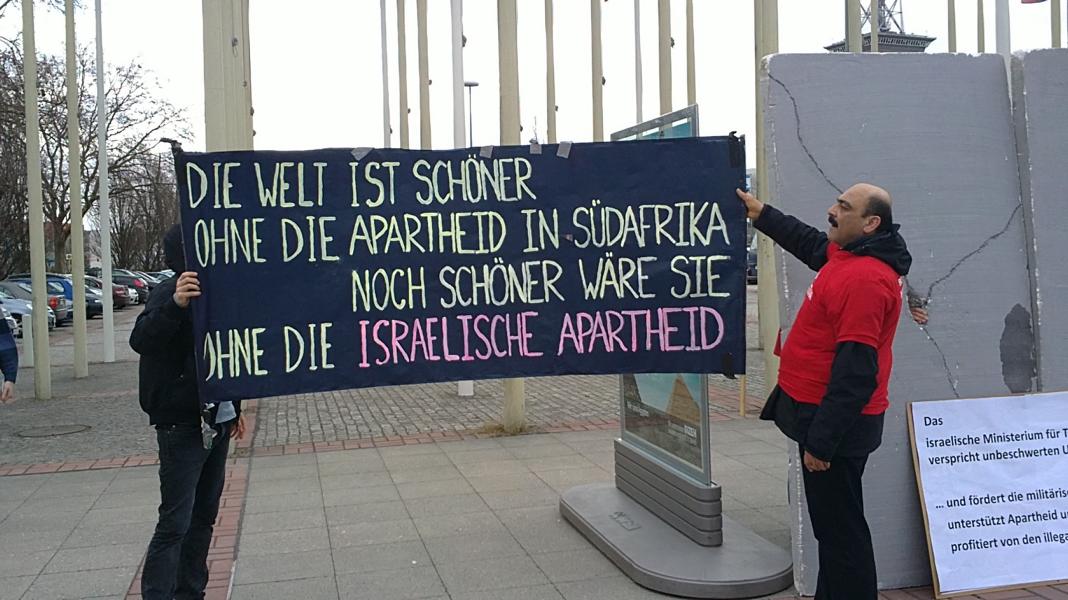 DIE WELT IST SCHÖNER
OHNE DIE APARTHEID IN SÜDAFRIKA
NOCH SCHÖNER WÄRE SIE
OHNE DIE ISRAELISCHE APARTHEID
Das
israelische Ministerium für T
verspricht unbeschwerten U
... und fördert die militäris
unterstützt Apartheid u
profitiert von den illega